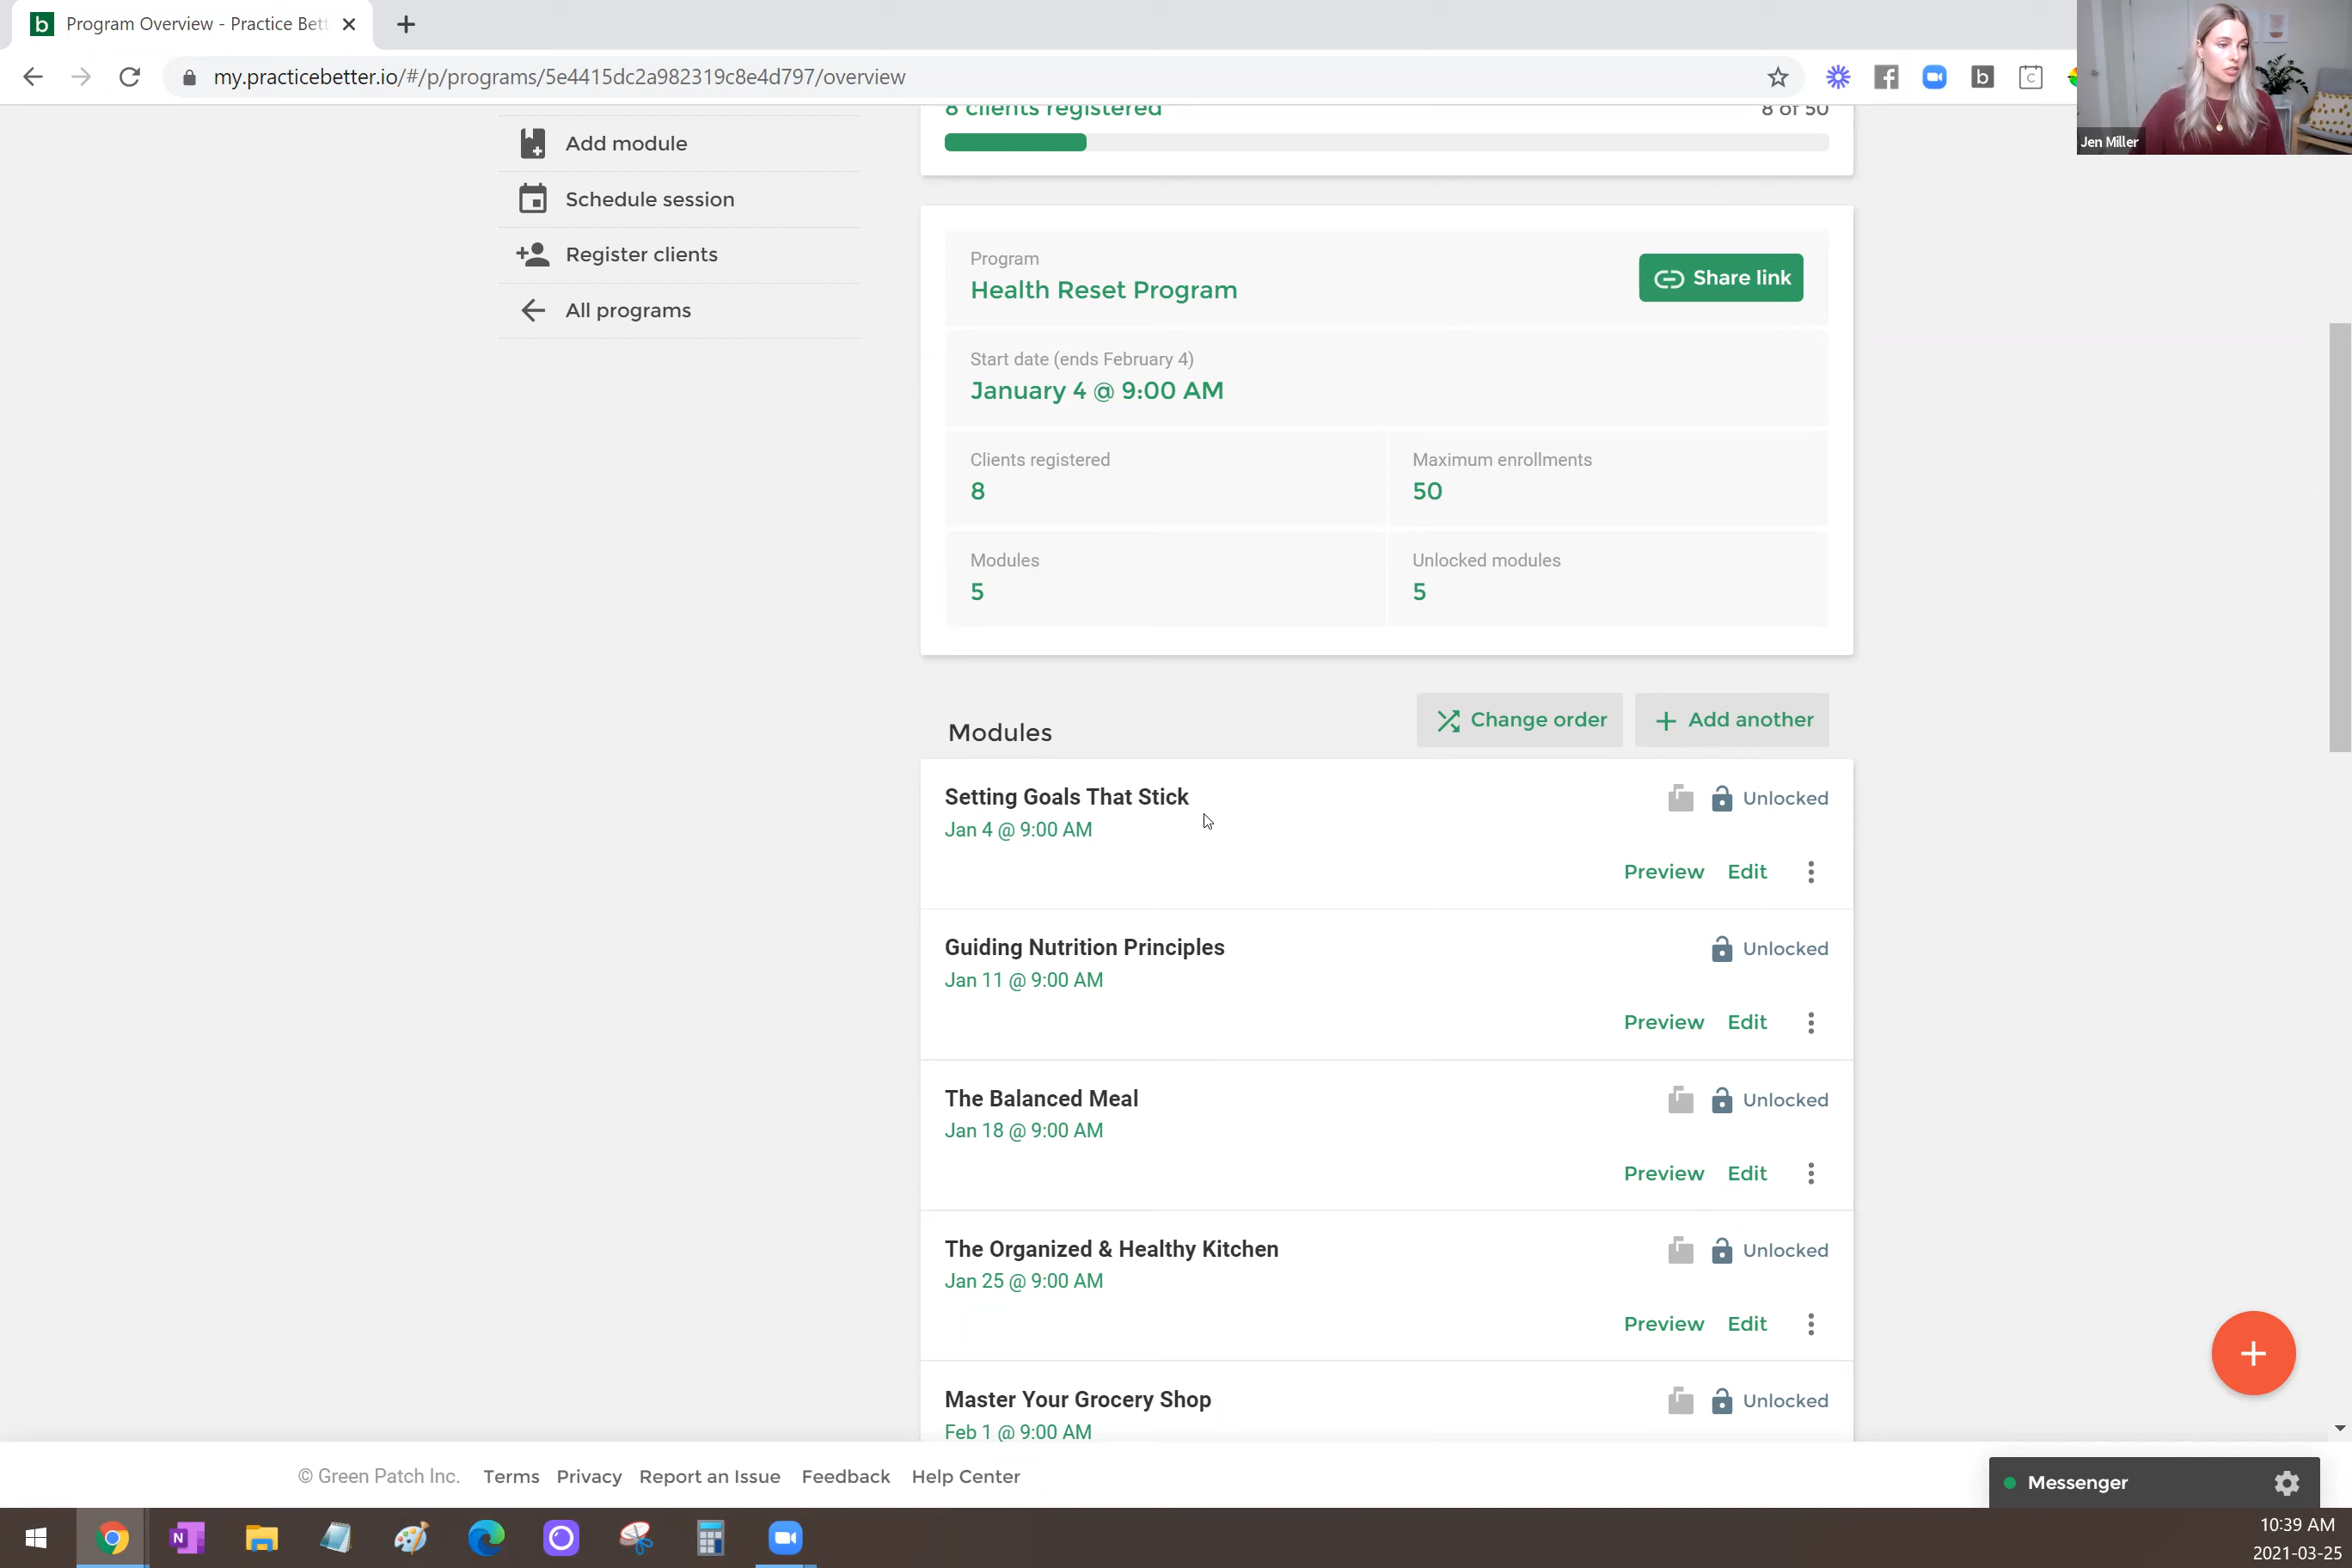 b Program Overview - Practice Bett
my.practicebetter.io/#/p/programs/5e4415dc2a982319c8e4d797/overview
Jen Miller
8 clients registered
8 of 50
Add module
Schedule session
Register clients
All programs
Program
Health Reset Program
Share link
Start date (ends February 4)
January 4 @ 9:00 AM
Clients registered
8
Maximum enrollments
50
Modules
5
Unlocked modules
5
Modules
Change order
Add another
Setting Goals That Stick
Unlocked
Jan 4 @ 9:00 AM
Preview Edit
Guiding Nutrition Principles
Unlocked
Jan 11 @ 9:00 AM
Preview Edit
The Balanced Meal
Unlocked
Jan 18 @ 9:00 AM
Preview Edit
The Organized & Healthy Kitchen
Unlocked
Jan 25 @ 9:00 AM
Preview Edit
Master Your Grocery Shop
Unlocked
Feb 1 @ 9:00 AM
© Green Patch Inc. Terms Privacy Report an Issue Feedback Help Center
Messenger
10:39 AM
2021-03-25